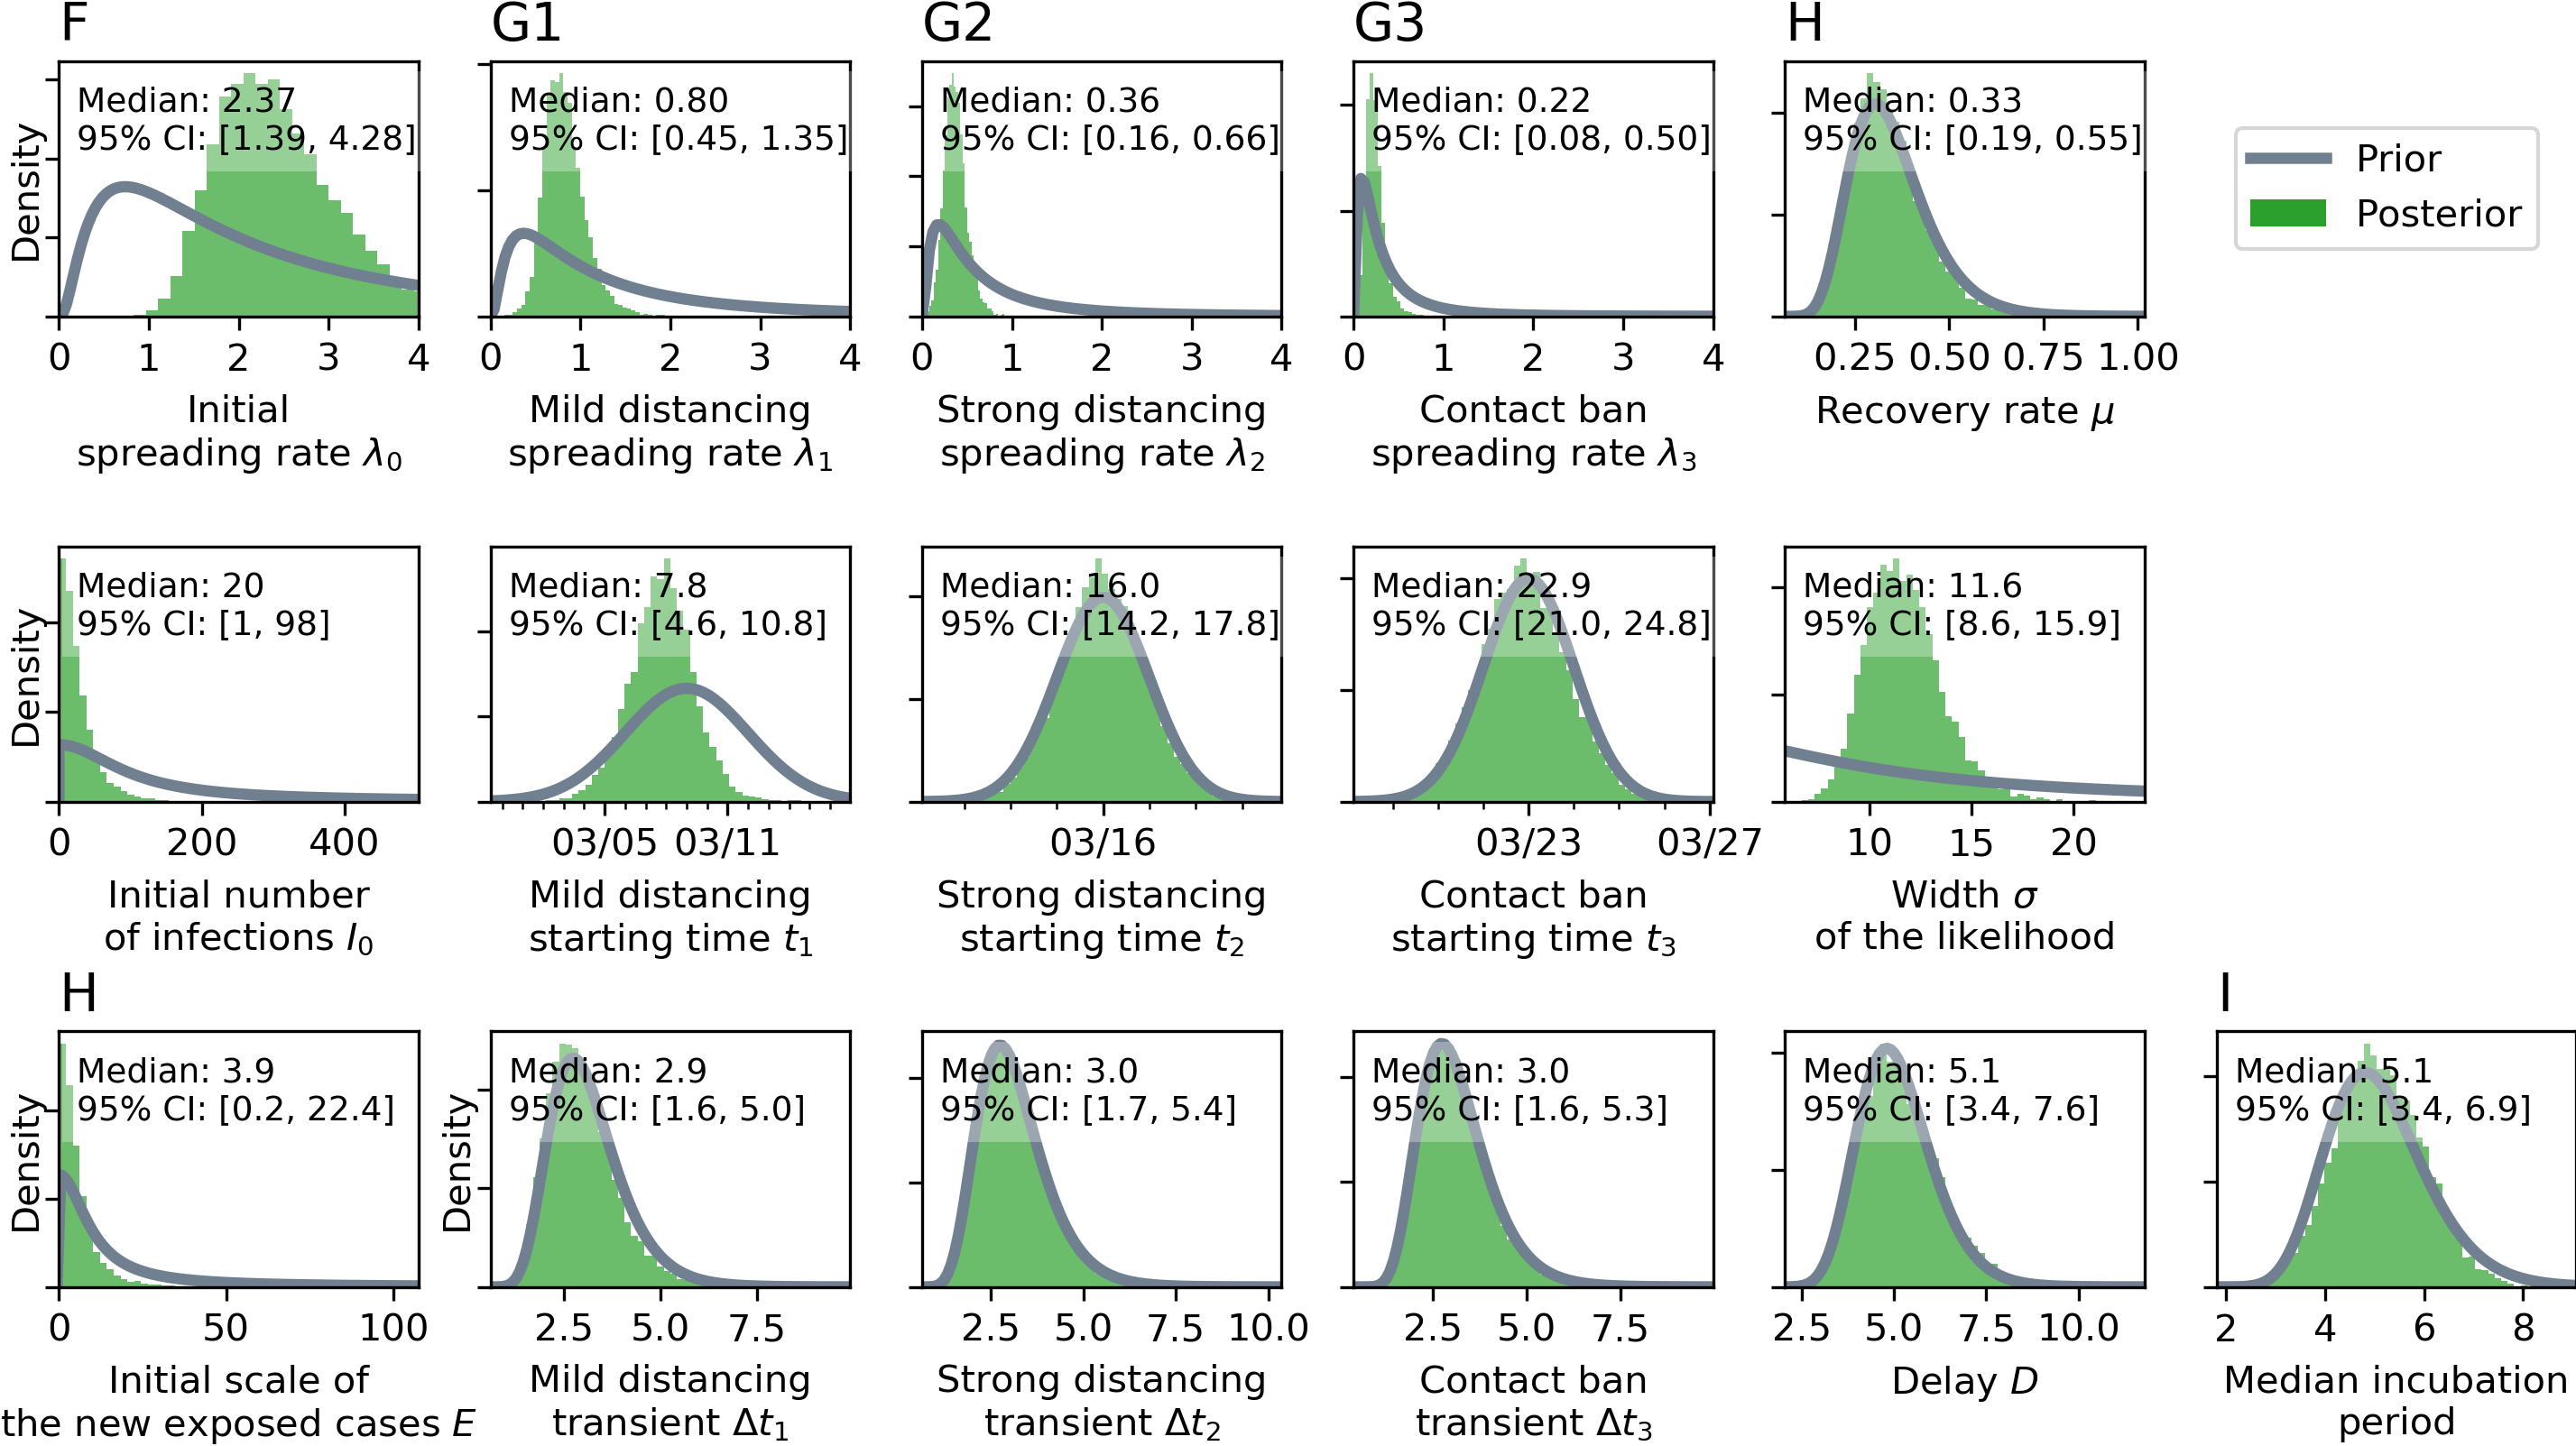 F
G1
G2
G3
H
Density
Median: 2.37
95% CI: [1.39, 4.28]
0 1 2 3 4
Initial
spreading rate λ0
Median: 0.80
95% CI: [0.45, 1.35]
0 1 2 3 4
Mild distancing
spreading rate λ1
Median: 0.36
95% CI: [0.16, 0.66]
0 1 2 3 4
Strong distancing
spreading rate λ2
Median: 0.22
95% CI: [0.08, 0.50]
0 1 2 3 4
Contact ban
spreading rate λ3
Median: 0.33
95% CI: [0.19, 0.55]
0.25 0.50 0.75 1.00
Recovery rate μ
Prior
Posterior
Density
Median: 20
95% CI: [1, 98]
0 200 400
Initial number
of infections I0
Median: 7.8
95% CI: [4.6, 10.8]
03/05 03/11
Mild distancing
starting time t1
Median: 16.0
95% CI: [14.2, 17.8]
03/16
Strong distancing
starting time t2
Median: 22.9
95% CI: [21.0, 24.8]
03/23 03/27
Contact ban
starting time t3
Median: 11.6
95% CI: [8.6, 15.9]
10 15 20
Width σ
of the likelihood
H
I
Density
Median: 3.9
95% CI: [0.2, 22.4]
0 50 100
Initial scale of
the new exposed cases E
Density
Median: 2.9
95% CI: [1.6, 5.0]
2.5 5.0 7.5
Mild distancing
transient Δt1
Median: 3.0
95% CI: [1.7, 5.4]
2.5 5.0 7.5 10.0
Strong distancing
transient Δt2
Median: 3.0
95% CI: [1.6, 5.3]
2.5 5.0 7.5
Contact ban
transient Δt3
Median: 5.1
95% CI: [3.4, 7.6]
2.5 5.0 7.5 10.0
Delay D
Median: 5.1
95% CI: [3.4, 6.9]
2 4 6 8
Median incubation
period